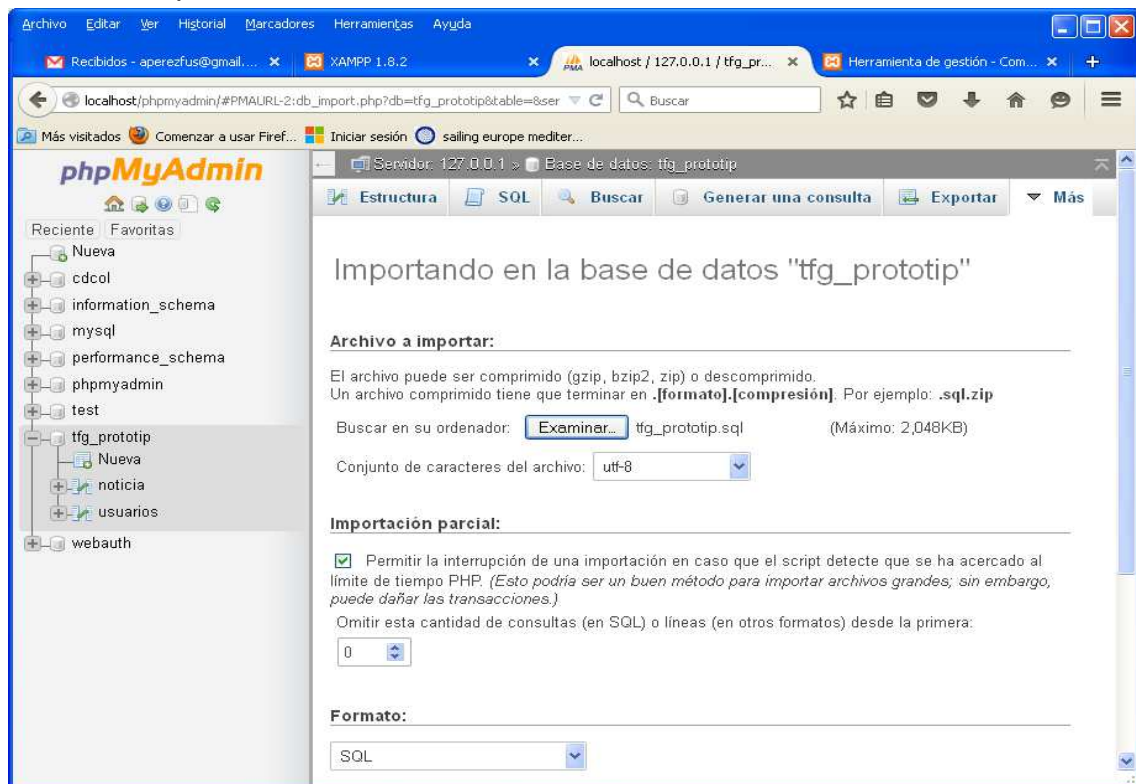 Archivo Editar Ver Historial Marcadores Herramientas Ayuda
Recibidos - aperezfus@gmail.... XAMPP 1.8.2 localhost / 127.0.0.1 / tfg_pr... Herramienta de gestión - Com...
localhost/phpmyadmin/#PMAURL-2:db_import.php?db=tfg_prototip&table=&ser Buscar
Más visitados Comenzar a usar Firef... Iniciar sesión sailing europe mediter...
phpMyAdmin
Reciente Favoritas
Nueva
cdcol
information_schema
mysql
performance_schema
phpmyadmin
test
tfg_prototip
Nueva
noticia
usuarios
webauth
Servidor: 127.0.0.1 » Base de datos: tfg_prototip
Estructura SQL Buscar Generar una consulta Exportar Más
Importando en la base de datos "tfg_prototip"
Archivo a importar:
El archivo puede ser comprimido (gzip, bzip2, zip) o descomprimido.
Un archivo comprimido tiene que terminar en .[formato].[compresión]. Por ejemplo: .sql.zip
Buscar en su ordenador: Examinar... tfg_prototip.sql (Máximo: 2,048KB)
Conjunto de caracteres del archivo: utf-8
Importación parcial:
Permitir la interrupción de una importación en caso que el script detecte que se ha acercado al
límite de tiempo PHP. (Esto podría ser un buen método para importar archivos grandes; sin embargo,
puede dañar las transacciones.)
Omitir esta cantidad de consultas (en SQL) o líneas (en otros formatos) desde la primera:
0
Formato:
SQL